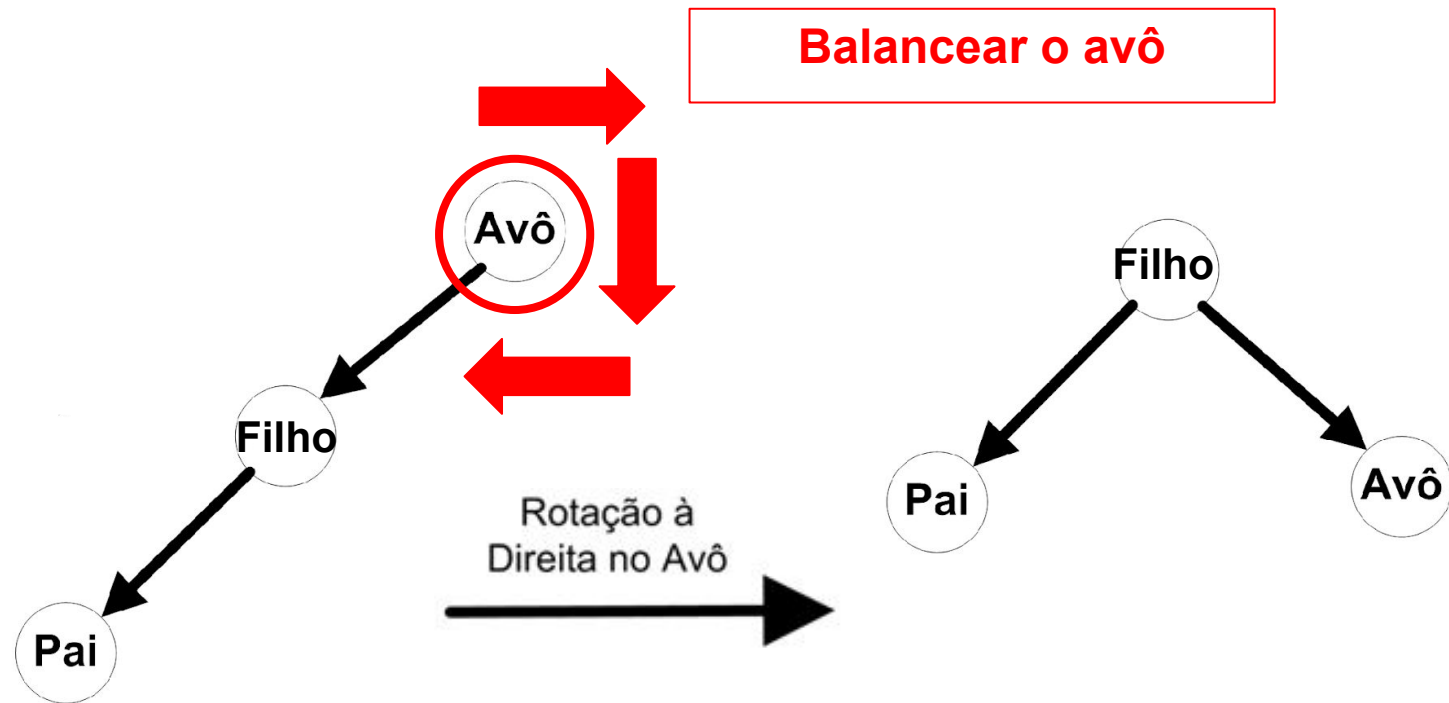 Balancear o avô
Avô
Filho
Filho
Pai
Avô
Rotação à
Direita no Avô
Pai